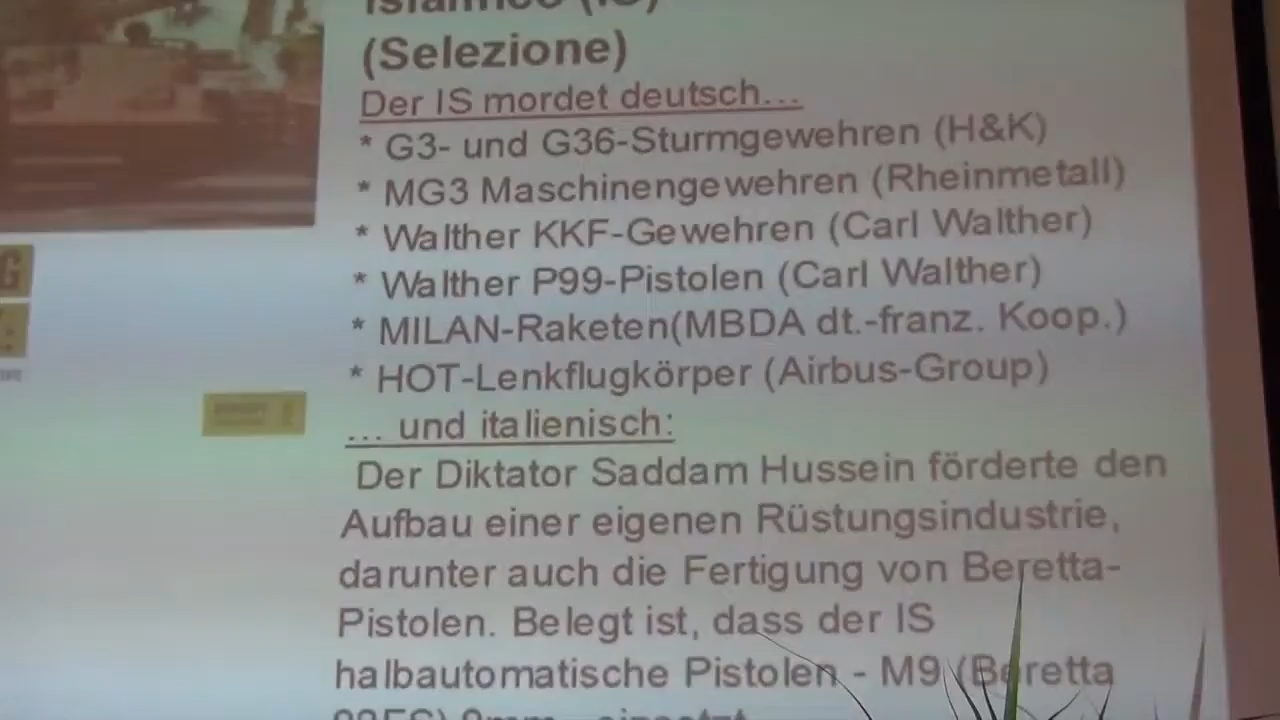 Islamico (IS)
(Selezione)
Der IS mordet deutsch...
* G3- und G36-Sturmgewehren (H&K)
* MG3 Maschinengewehren (Rheinmetall)
* Walther KKF-Gewehren (Carl Walther)
* Walther P99-Pistolen (Carl Walther)
* MILAN-Raketen(MBDA dt.-franz. Koop.)
* HOT-Lenkflugkörper (Airbus-Group)
... und italienisch:
Der Diktator Saddam Hussein förderte den
Aufbau einer eigenen Rüstungsindustrie,
darunter auch die Fertigung von Beretta-
Pistolen. Belegt ist, dass der IS
halbautomatische Pistolen - M9 (Beretta
G